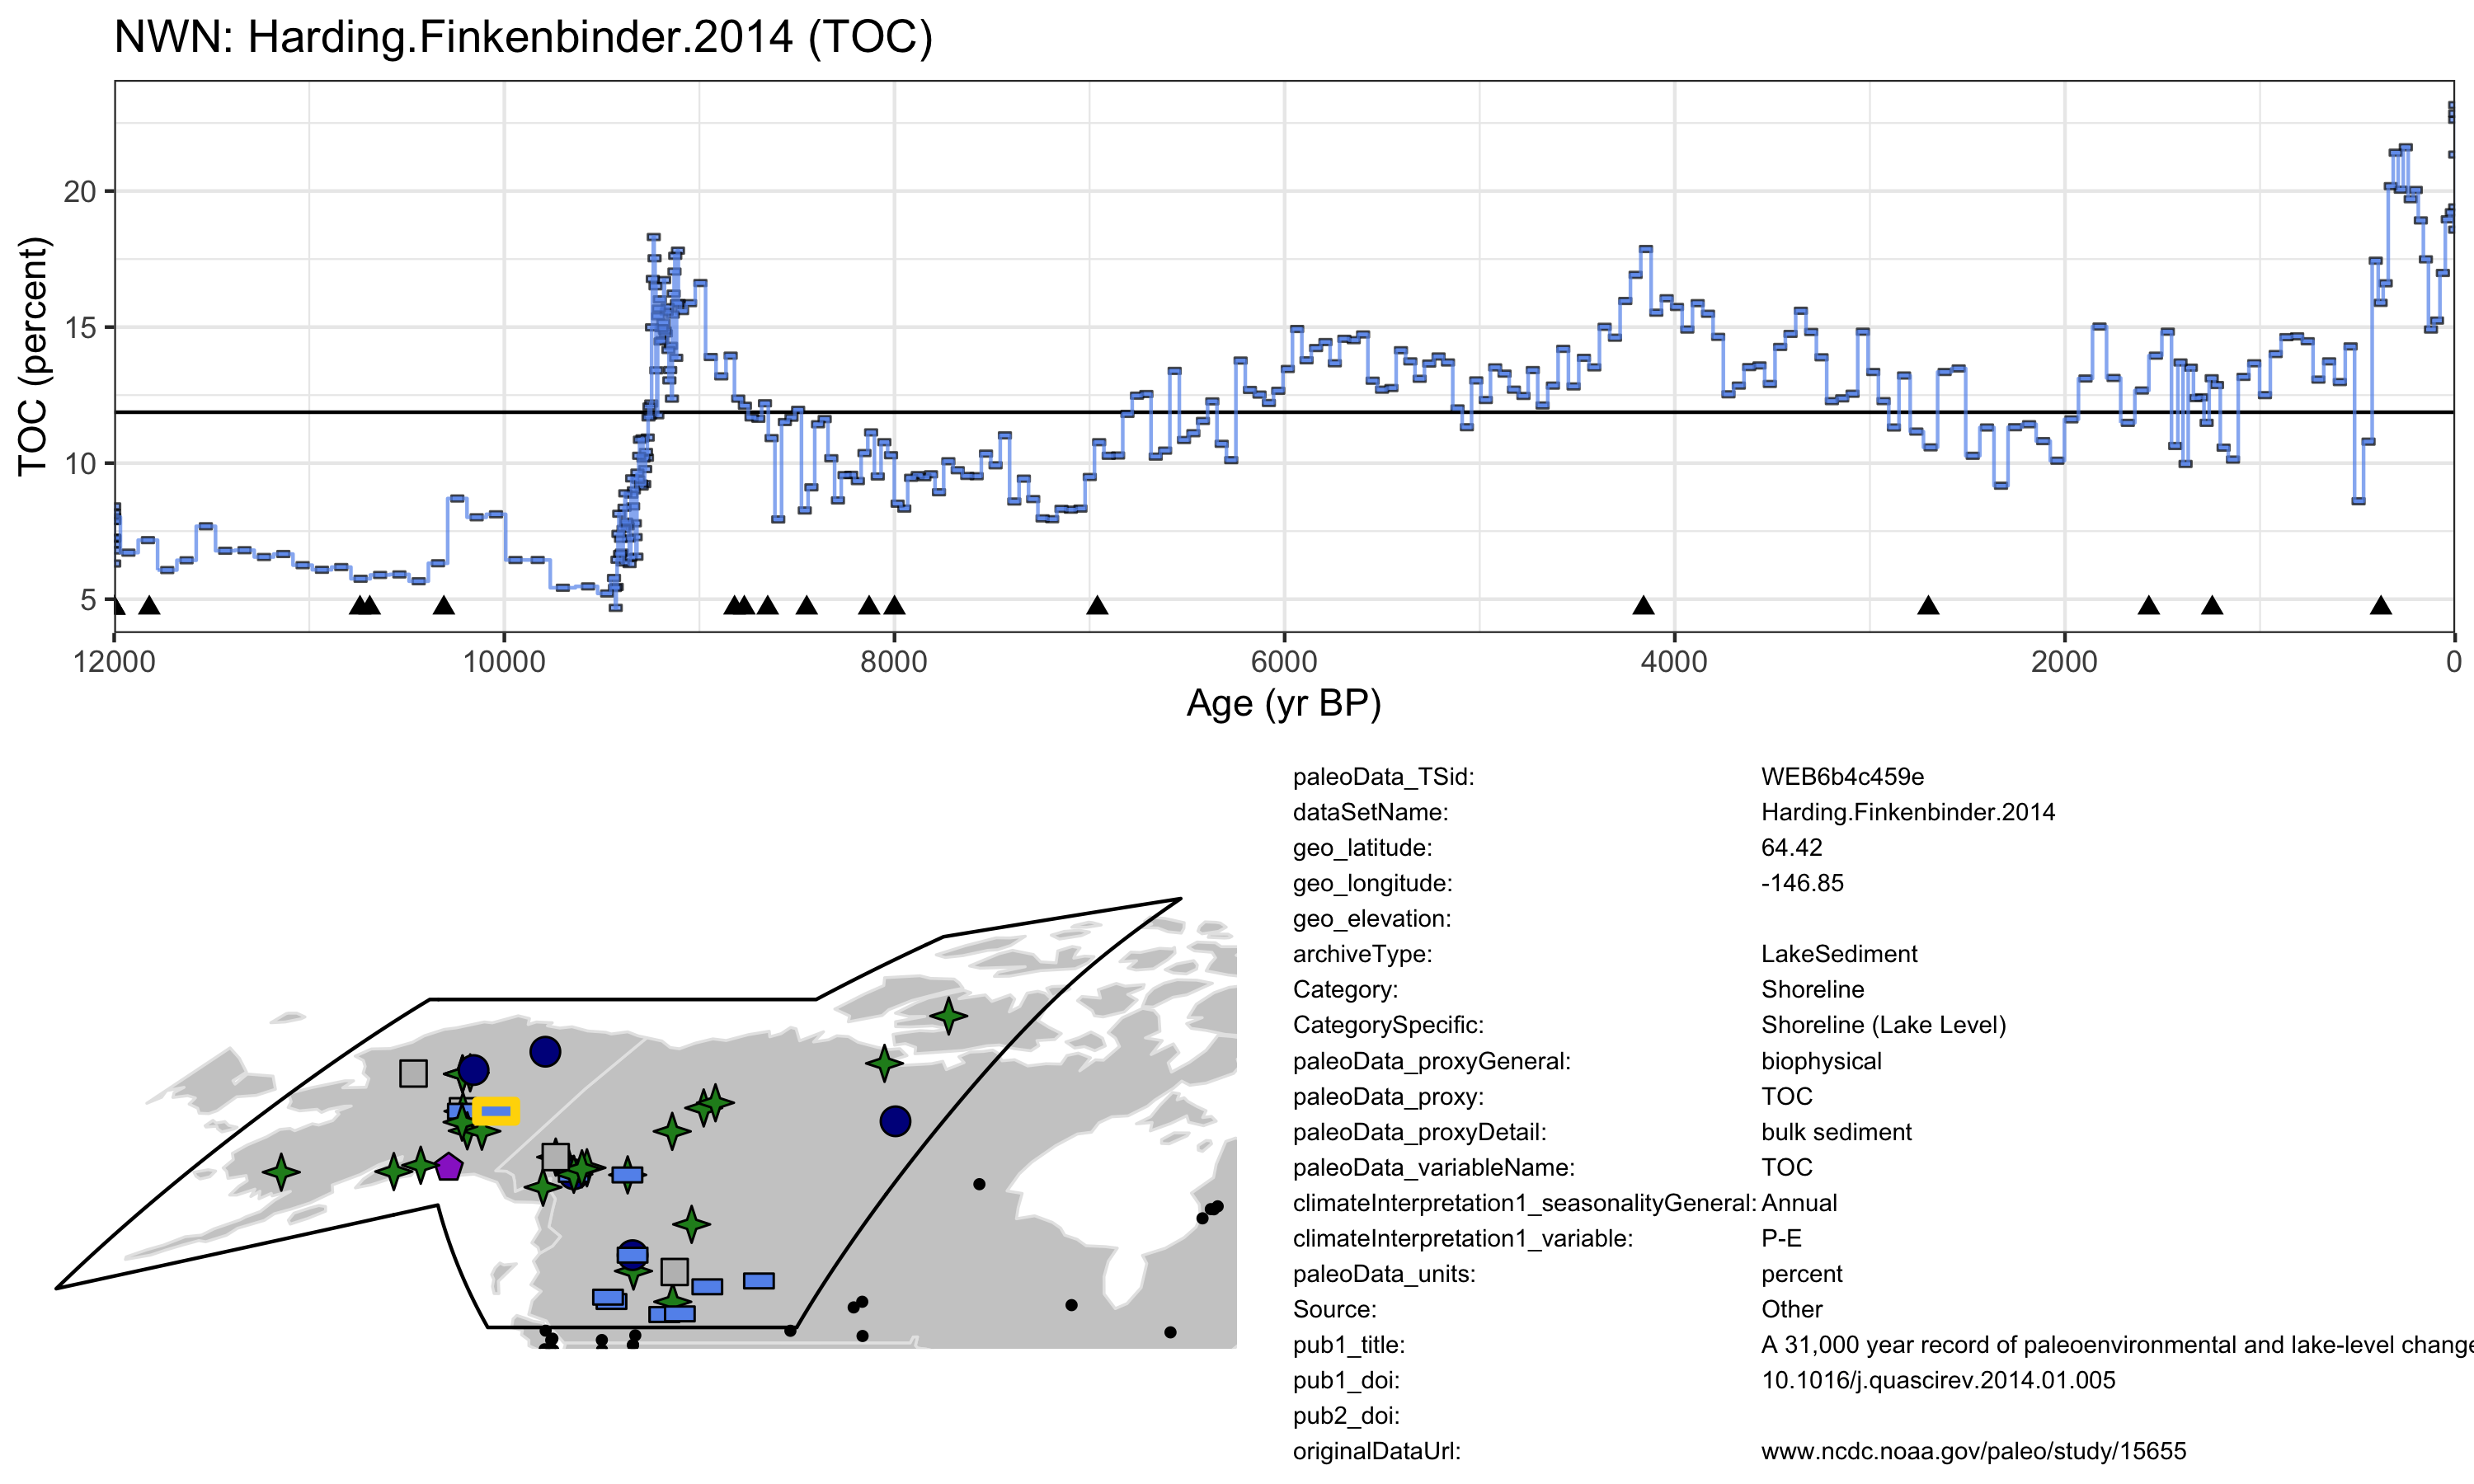 NWN: Harding.Finkenbinder.2014 (TOC)
TOC (percent)
20
15
10
5
12000 10000 8000 6000 4000 2000 0
Age (yr BP)
paleoData_TSid: WEB6b4c459e
dataSetName: Harding.Finkenbinder.2014
geo_latitude: 64.42
geo_longitude: -146.85
geo_elevation:
archiveType: LakeSediment
Category: Shoreline
CategorySpecific: Shoreline (Lake Level)
paleoData_proxyGeneral: biophysical
paleoData_proxy: TOC
paleoData_proxyDetail: bulk sediment
paleoData_variableName: TOC
climateInterpretation1_seasonalityGeneral: Annual
climateInterpretation1_variable: P-E
paleoData_units: percent
Source: Other
pub1_title: A 31,000 year record of paleoenvironmental and lake-level change
pub1_doi: 10.1016/j.quascirev.2014.01.005
pub2_doi:
originalDataUrl: www.ncdc.noaa.gov/paleo/study/15655